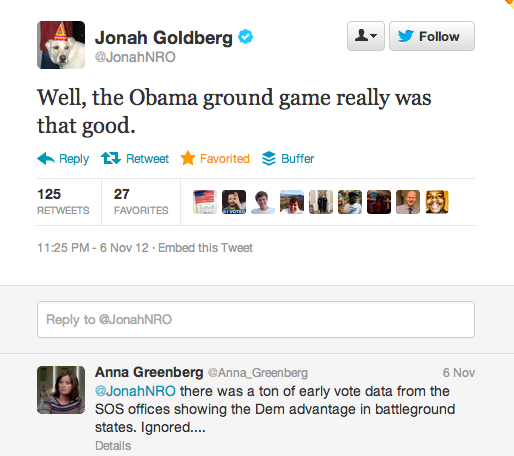 Jonah Goldberg
@JonahNRO
Follow
Well, the Obama ground game really was
that good.
Reply Retweet Favorited Buffer
125 27
RETWEETS FAVORITES
11:25 PM - 6 Nov 12 · Embed this Tweet
Reply to @JonahNRO
Anna Greenberg @Anna_Greenberg 6 Nov
@JonahNRO there was a ton of early vote data from the
SOS offices showing the Dem advantage in battleground
states. Ignored....
Details